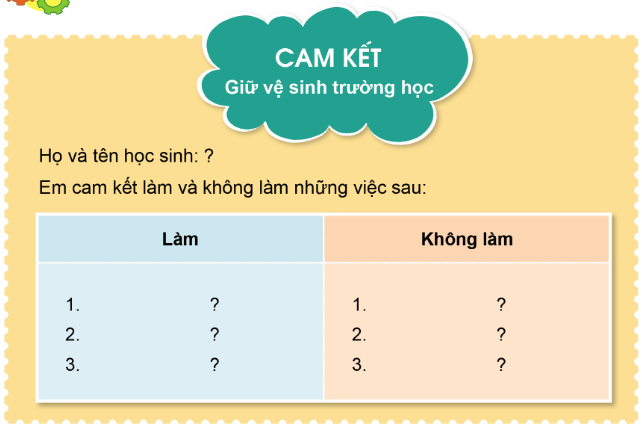 CAM KẾT
Giữ vệ sinh trường học
Họ và tên học sinh: ?
Em cam kết làm và không làm những việc sau:
Làm Không làm
1. ? 1. ?
2. ? 2. ?
3. ? 3. ?